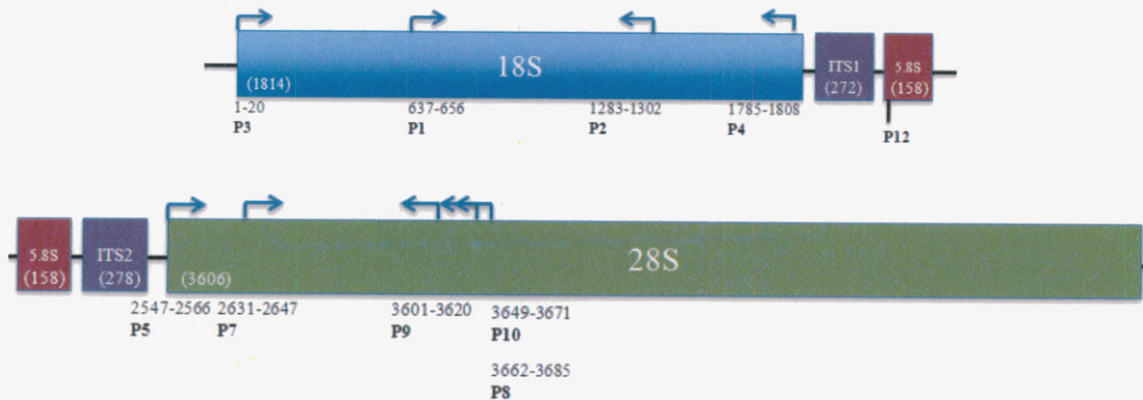 18S
ITS1
5.8S
(1814)
(272)
(158)
1-20
637-656
1283-1302
1785-1808
P3
P1
P2
P4
P12
5.8S
ITS2
28S
(158)
(278)
(3606)
2547-2566
2631-2647
3601-3620
3649-3671
P5
P7
P9
P10
3662-3685
P8